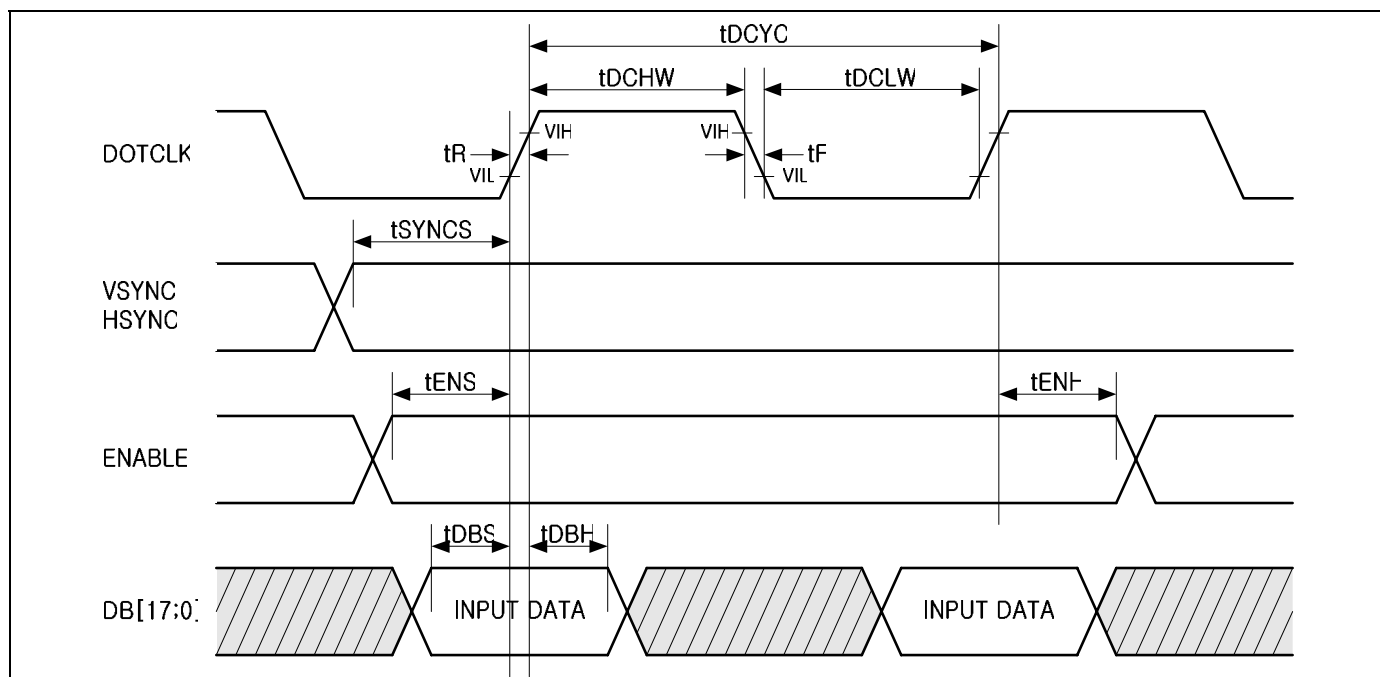 tDCYC
tDCHW
tDCLW
DOTCLK
VIH
VIH
tR
tF
VIL
VIL
tSYNCS
VSYNC
HSYNC
tENS
tENH
ENABLE
tDBS
tDBH
DB[17;0]
INPUT DATA
INPUT DATA